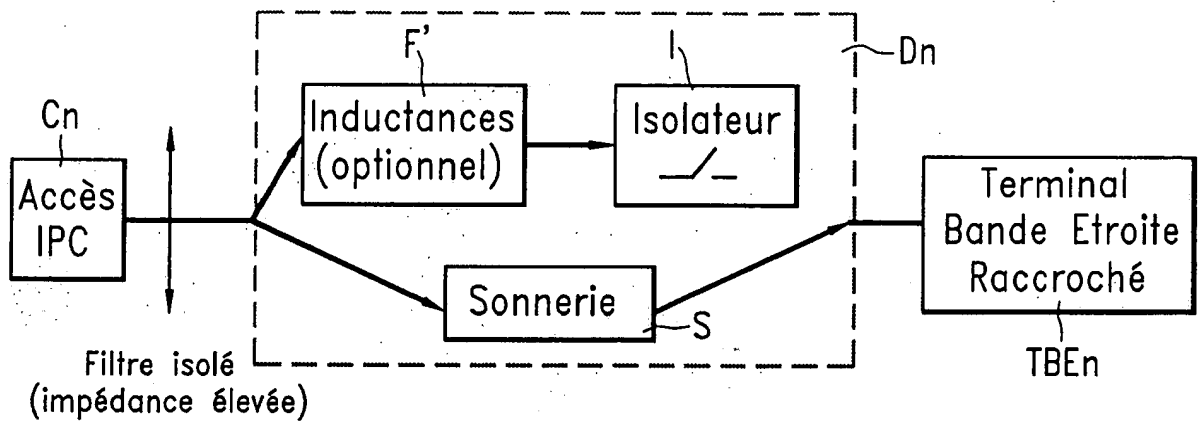 F'
I
Dn
Cn
Inductances
(optionnel)
Isolateur
Accès
IPC
Terminal
Bande Etroite
Raccroché
Sonnerie
S
TBEn
Filtre isolé
(impédance élevée)